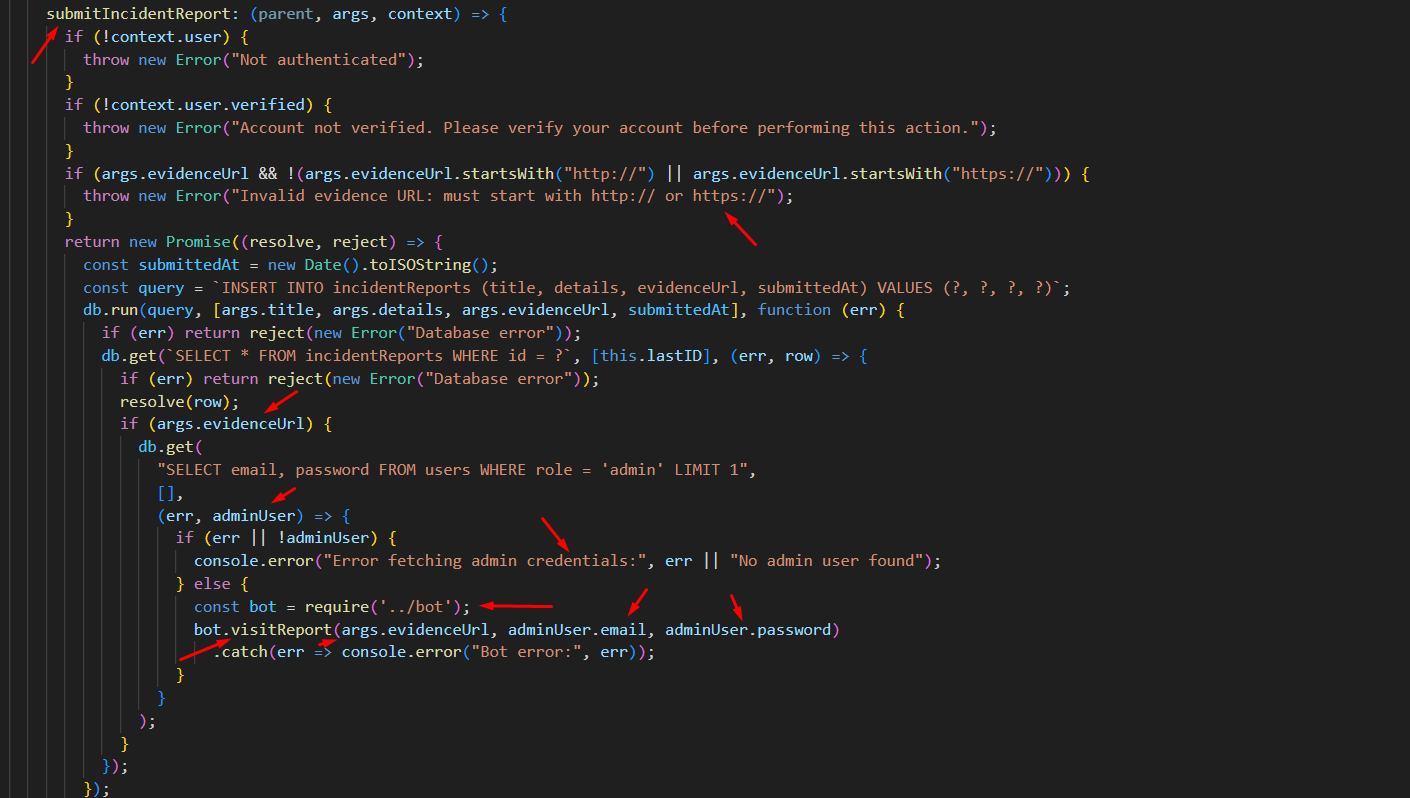 submitIncidentReport: (parent, args, context) => {
if (!context.user) {
throw new Error("Not authenticated");
}
if (!context.user.verified) {
throw new Error("Account not verified. Please verify your account before performing this action.");
}
if (args.evidenceUrl && !(args.evidenceUrl.startsWith("http://") || args.evidenceUrl.startsWith("https://"))) {
throw new Error("Invalid evidence URL: must start with http:// or https://");
}
return new Promise((resolve, reject) => {
const submittedAt = new Date().toISOString();
const query = `INSERT INTO incidentReports (title, details, evidenceUrl, submittedAt) VALUES (?, ?, ?, ?)`;
db.run(query, [args.title, args.details, args.evidenceUrl, submittedAt], function (err) {
if (err) return reject(new Error("Database error"));
db.get(`SELECT * FROM incidentReports WHERE id = ?`, [this.lastID], (err, row) => {
if (err) return reject(new Error("Database error"));
resolve(row);
if (args.evidenceUrl) {
db.get(
"SELECT email, password FROM users WHERE role = 'admin' LIMIT 1",
[],
(err, adminUser) => {
if (err || !adminUser) {
console.error("Error fetching admin credentials:", err || "No admin user found");
} else {
const bot = require('../bot');
bot.visitReport(args.evidenceUrl, adminUser.email, adminUser.password)
.catch(err => console.error("Bot error:", err));
}
}
);
}
});
});